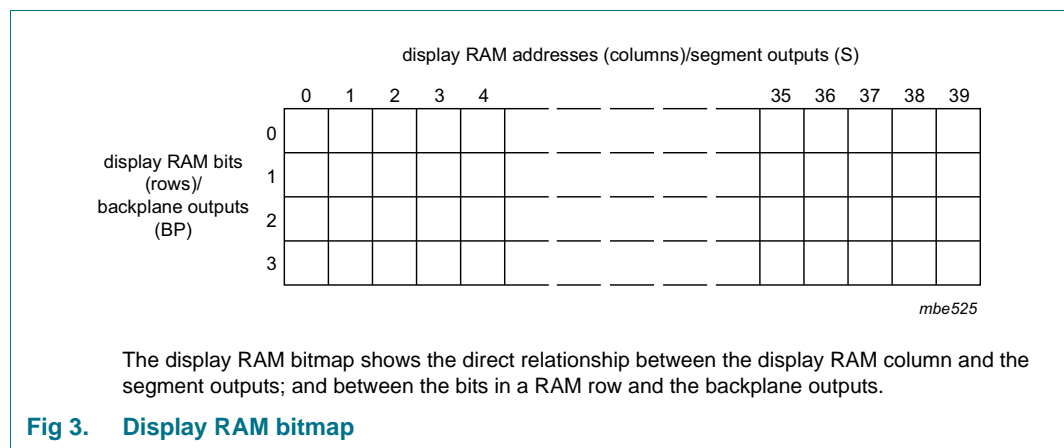 display RAM addresses (columns)/segment outputs (S)
0 1 2 3 4 35 36 37 38 39
0
display RAM bits
(rows)/
backplane outputs
(BP)
1
2
3
mbe525
The display RAM bitmap shows the direct relationship between the display RAM column and the
segment outputs; and between the bits in a RAM row and the backplane outputs.
Fig 3. Display RAM bitmap